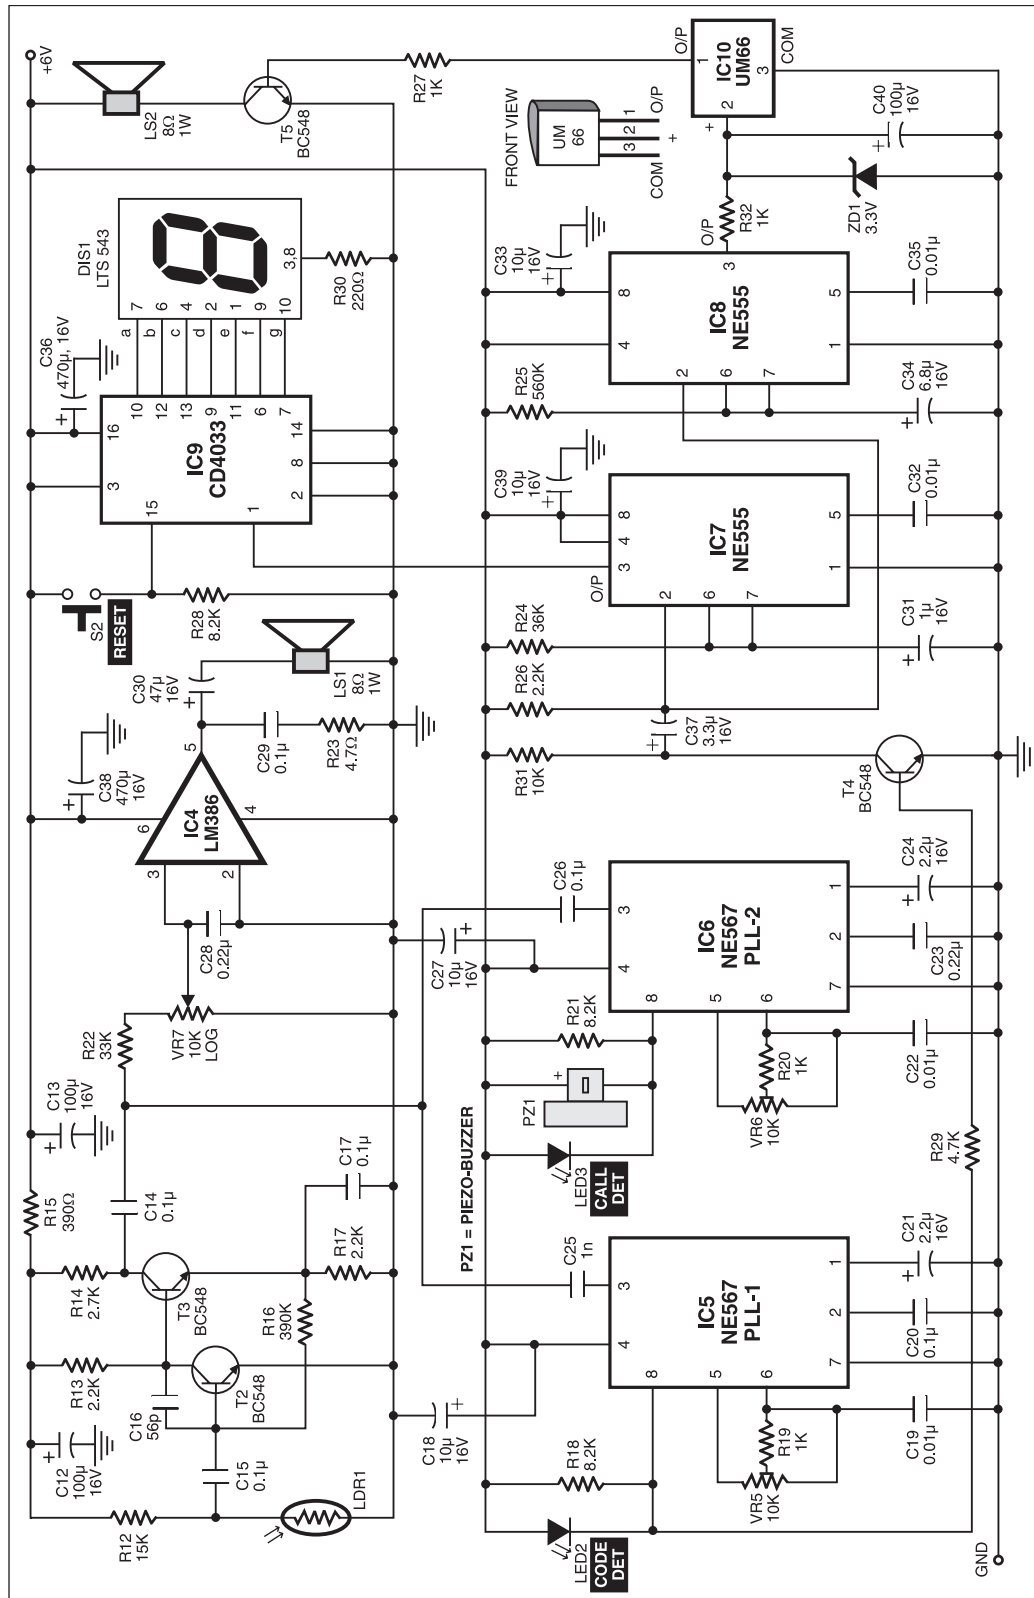 +6V
LS2
8Ω
1W
T5
BC548
R27
1K
O/P
1
IC10
UM66
2
3
COM
+
C40
100µ
16V
+
ZD1
3.3V
FRONT VIEW
UM
66
1
2
3
O/P
+
COM
DIS1
LTS 543
3,8
R30
220Ω
7
6
4
2
1
9
10
a
b
c
d
e
f
g
C36
470µ, 16V
+
10
12
13
9
11
6
7
16
3
15
IC9
CD4033
14
8
2
1
S2
RESET
R28
8.2K
C33
10µ
16V
+
R32
1K
O/P
3
8
4
IC8
NE555
2
6
7
5
1
C35
0.01µ
C34
6.8µ
16V
+
R25
560K
C39
10µ
16V
+
8
4
3
O/P
IC7
NE555
2
6
7
5
1
C32
0.01µ
C31
1µ
16V
+
R24
36K
R26
2.2K
R31
10K
C37
3.3µ
16V
+
T4
BC548
LS1
8Ω
1W
C30
47µ
16V
+
C29
0.1µ
R23
4.7Ω
C38
470µ
16V
+
5
6
IC4
LM386
4
3
2
C28
0.22µ
VR7
10K
LOG
R22
33K
C13
100µ
16V
+
R15
390Ω
C14
0.1µ
C17
0.1µ
R14
2.7K
T3
BC548
R17
2.2K
R16
390K
R13
2.2K
C16
56p
T2
BC548
C12
100µ
16V
+
C15
0.1µ
R12
15K
LDR1
C26
0.1µ
C27
10µ
16V
+
3
4
8
5
6
IC6
NE567
PLL-2
1
2
7
C24
2.2µ
16V
+
C23
0.22µ
C22
0.01µ
R21
8.2K
PZ1
+
LED3
CALL
DET
PZ1 = PIEZO-BUZZER
R20
1K
VR6
10K
R29
4.7K
C25
1n
C18
10µ
16V
+
3
4
8
5
6
IC5
NE567
PLL-1
1
2
7
C21
2.2µ
16V
+
C20
0.1µ
C19
0.01µ
R18
8.2K
R19
1K
VR5
10K
LED2
CODE
DET
GND